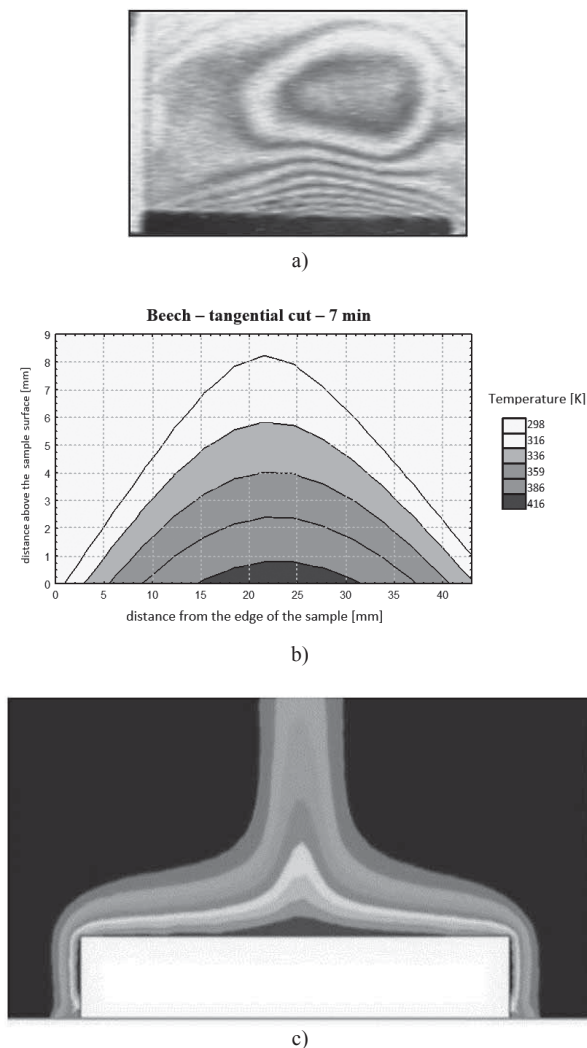 a)
Beech – tangential cut – 7 min
distance above the sample surface [mm]
9
8
7
6
5
4
3
2
1
0
0 5 10 15 20 25 30 35 40
distance from the edge of the sample [mm]
Temperature [K]
298
316
336
359
386
416
b)
c)